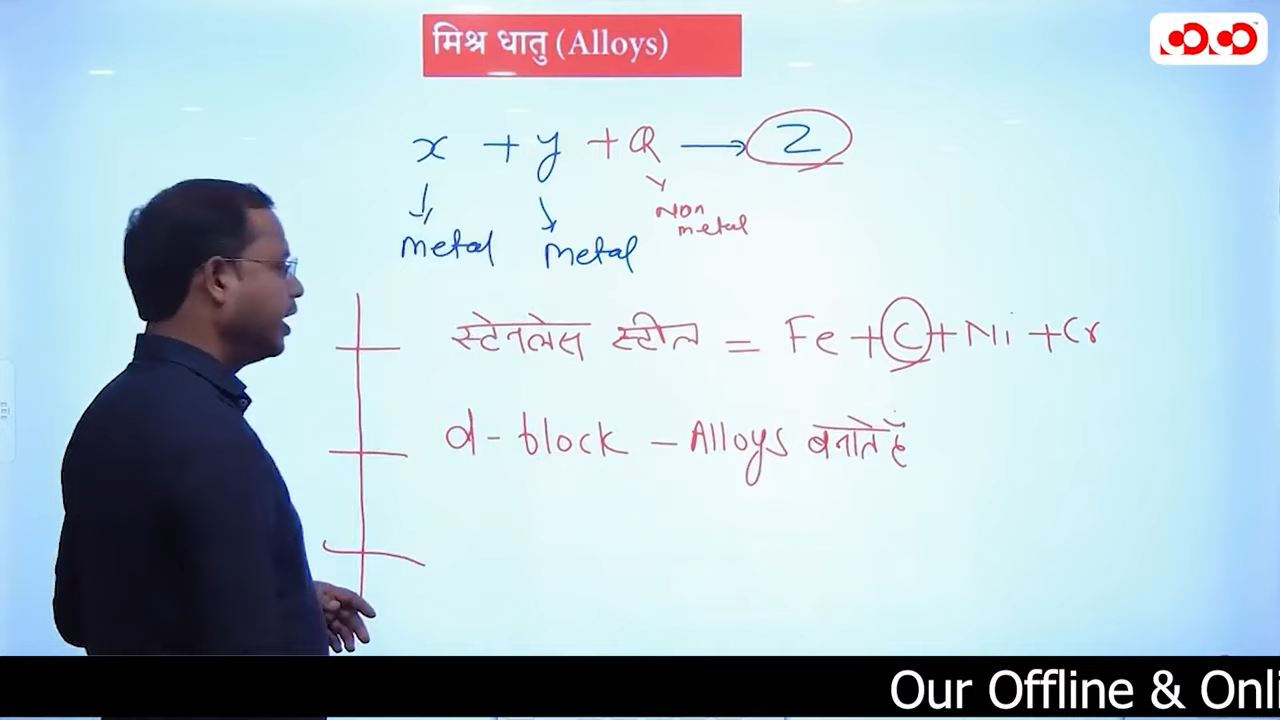 मिश्र धातु (Alloys)
x + y + Q → Z
Non metal
metal metal
स्टेनलेस स्टील = Fe + C + Ni + Cr
d - block - Alloys बनाते हैं
Our Offline & Onli